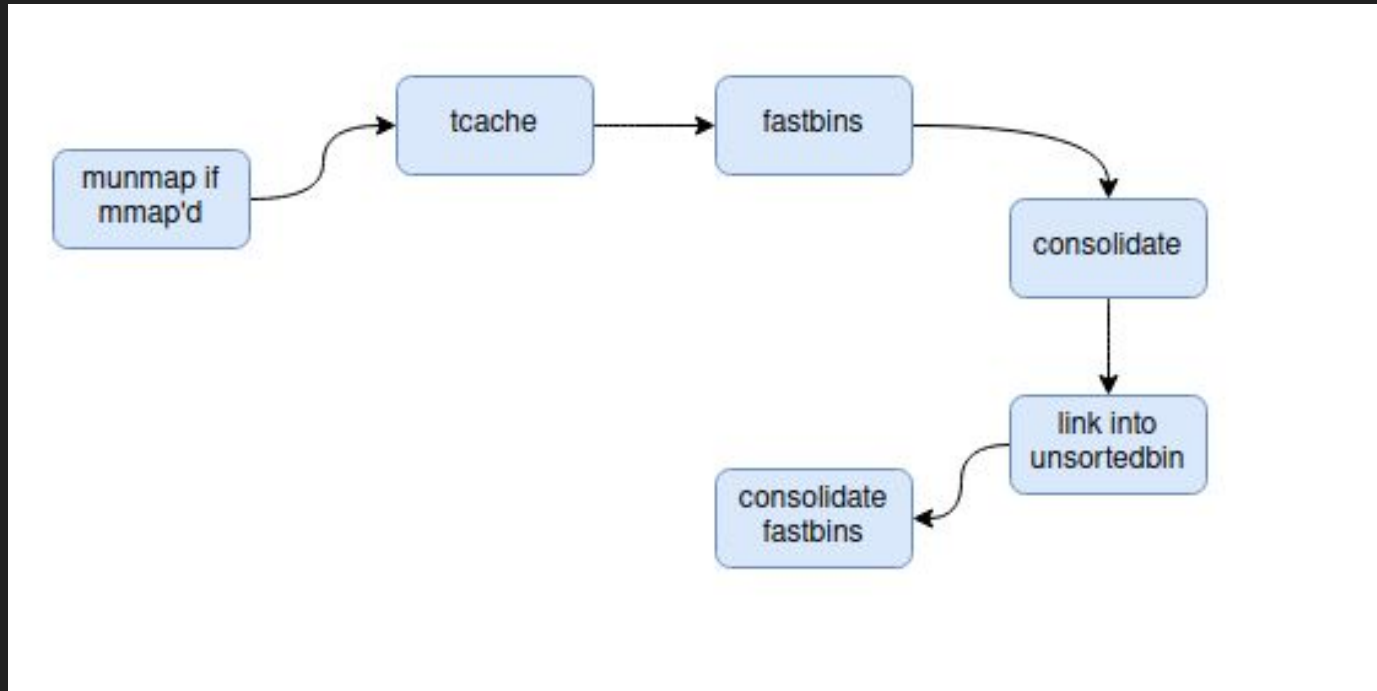 munmap if
mmap'd
tcache
fastbins
consolidate
link into
unsortedbin
consolidate
fastbins